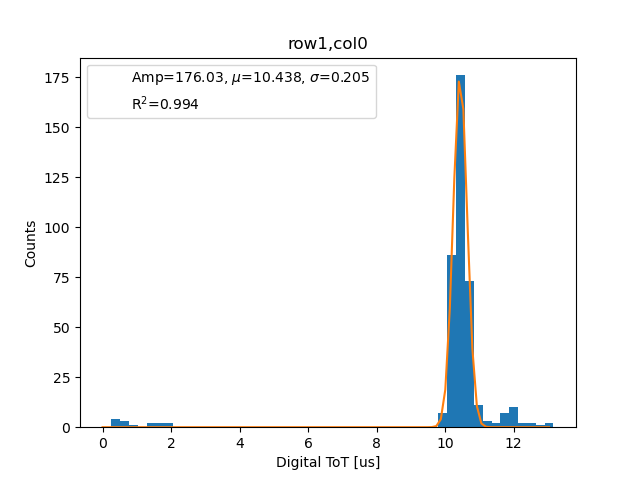 row1,col0
Amp=176.03, μ=10.438, σ=0.205
R²=0.994
175
150
125
100
75
50
25
0
Counts
0 2 4 6 8 10 12
Digital ToT [us]